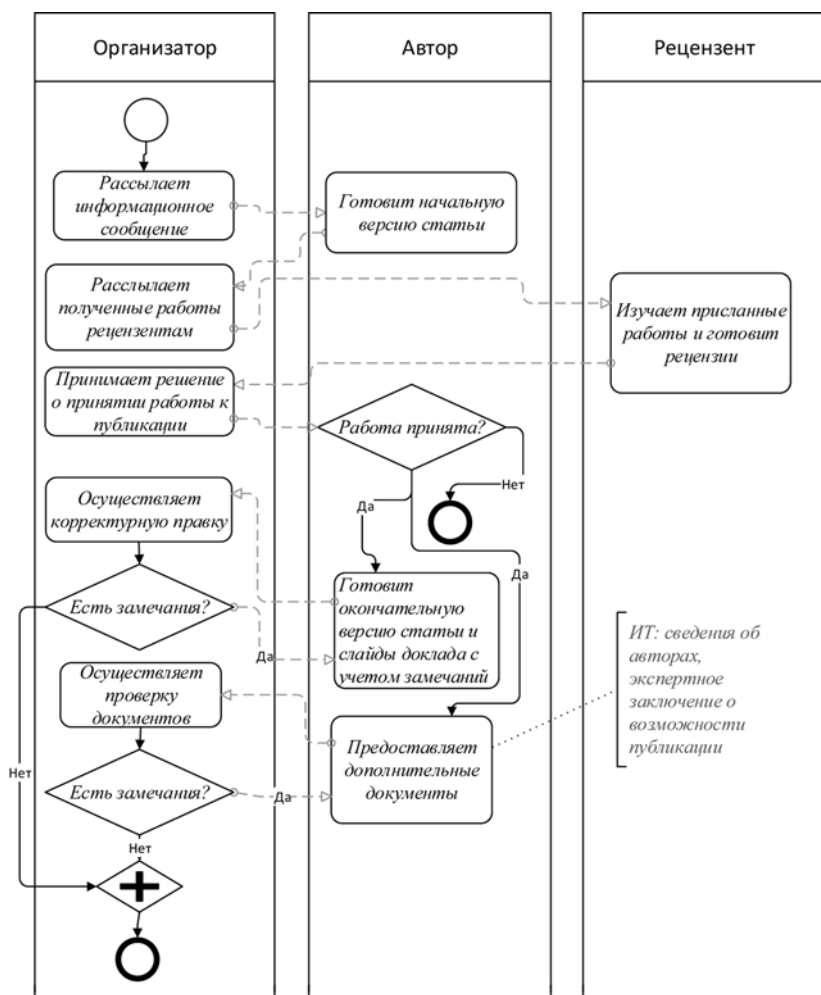 Организатор
Автор
Рецензент
Рассылает
информационное
сообщение
Готовит начальную
версию статьи
Расслылает
полученные работы
рецензентам
Изучает присланные
работы и готовит
рецензии
Принимает решение
о принятии работы к
публикации
Работа принята?
Нет
Да
Да
Осуществляет
корректурную правку
Готовит
окончательную
версию статьи и
слайды доклада с
учетом замечаний
Есть замечания?
Да
ИТ: сведения об
авторах,
экспертное
заключение о
возможности
публикации
Осуществляет
проверку
документов
Предоставляет
дополнительные
документы
Нет
Есть замечания?
Да
Нет